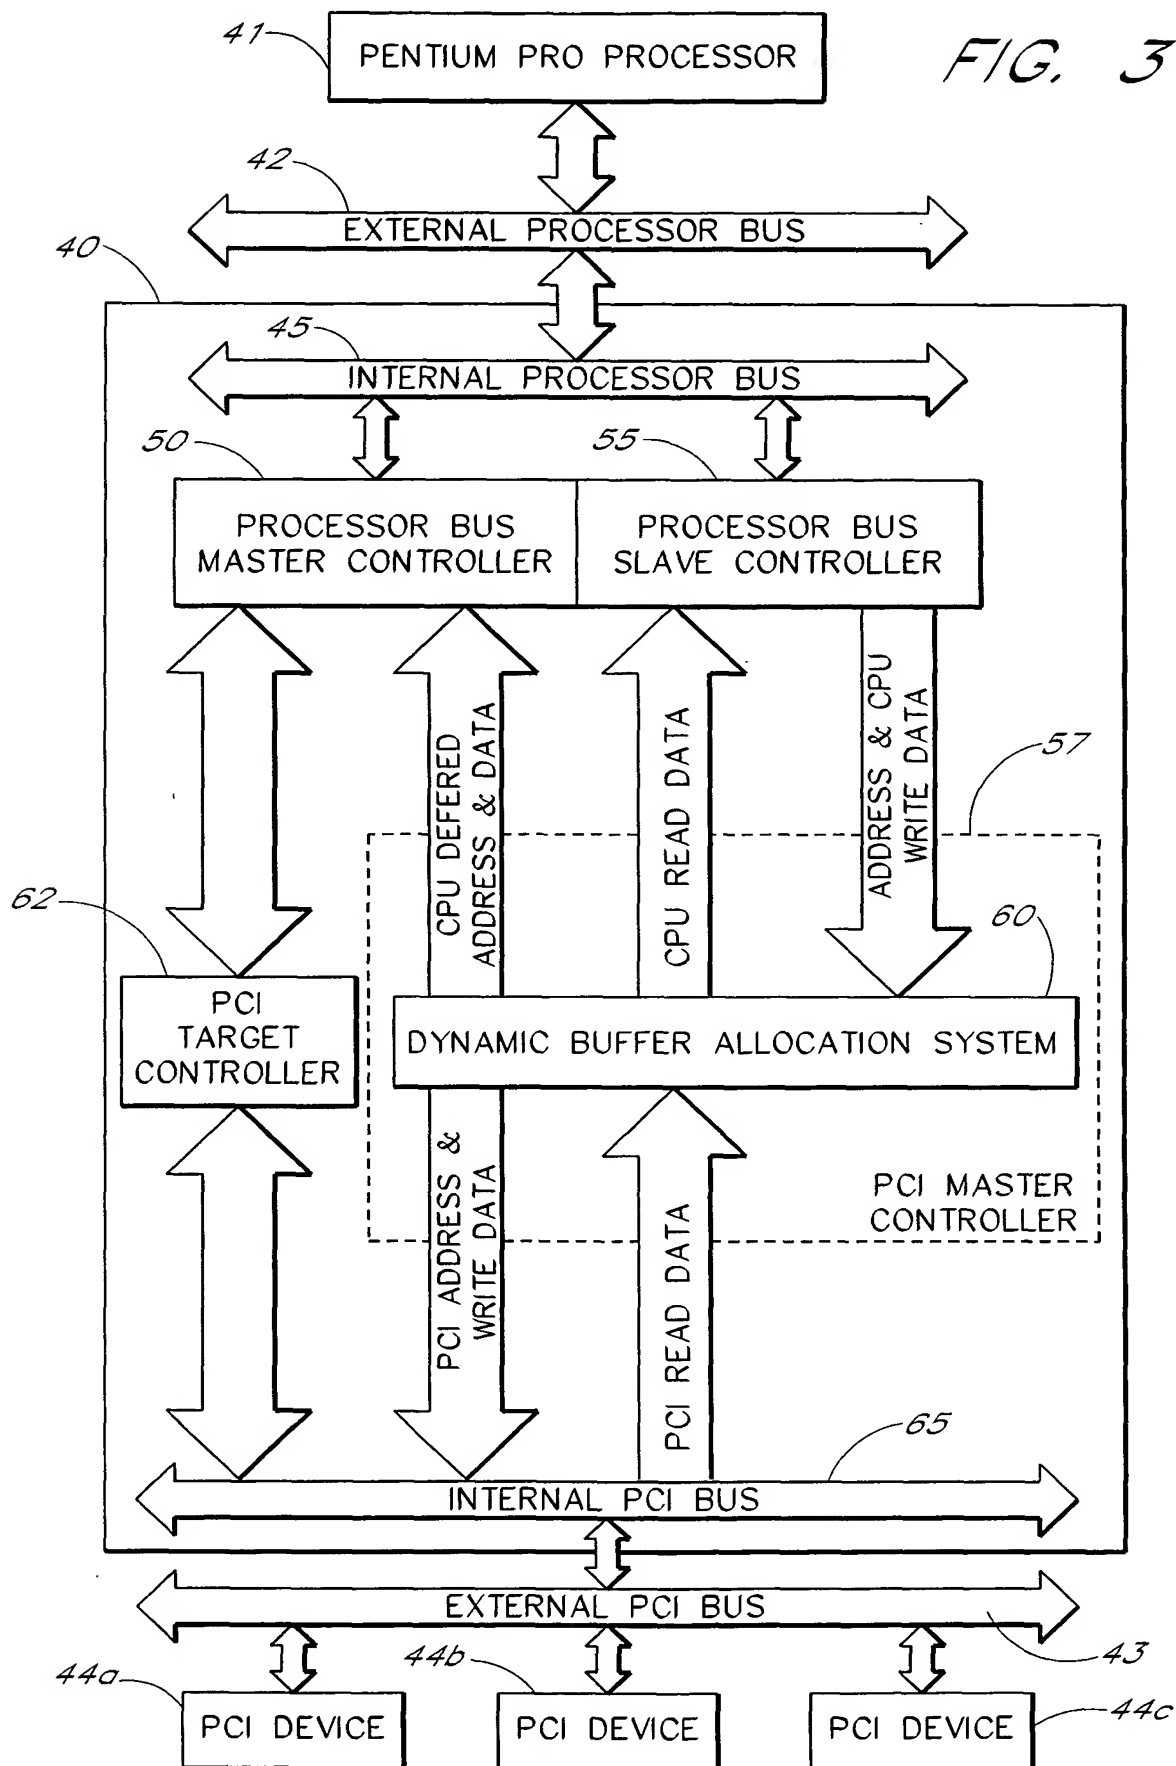 41
PENTIUM PRO PROCESSOR
FIG. 3
42
EXTERNAL PROCESSOR BUS
40
45
INTERNAL PROCESSOR BUS
50
55
PROCESSOR BUS
MASTER CONTROLLER
PROCESSOR BUS
SLAVE CONTROLLER
CPU DEFERED
ADDRESS & DATA
CPU READ DATA
ADDRESS & CPU
WRITE DATA
57
62
60
PCI
TARGET
CONTROLLER
DYNAMIC BUFFER ALLOCATION SYSTEM
PCI ADDRESS &
WRITE DATA
PCI READ DATA
PCI MASTER
CONTROLLER
65
INTERNAL PCI BUS
EXTERNAL PCI BUS
43
44a
44b
44c
PCI DEVICE
PCI DEVICE
PCI DEVICE